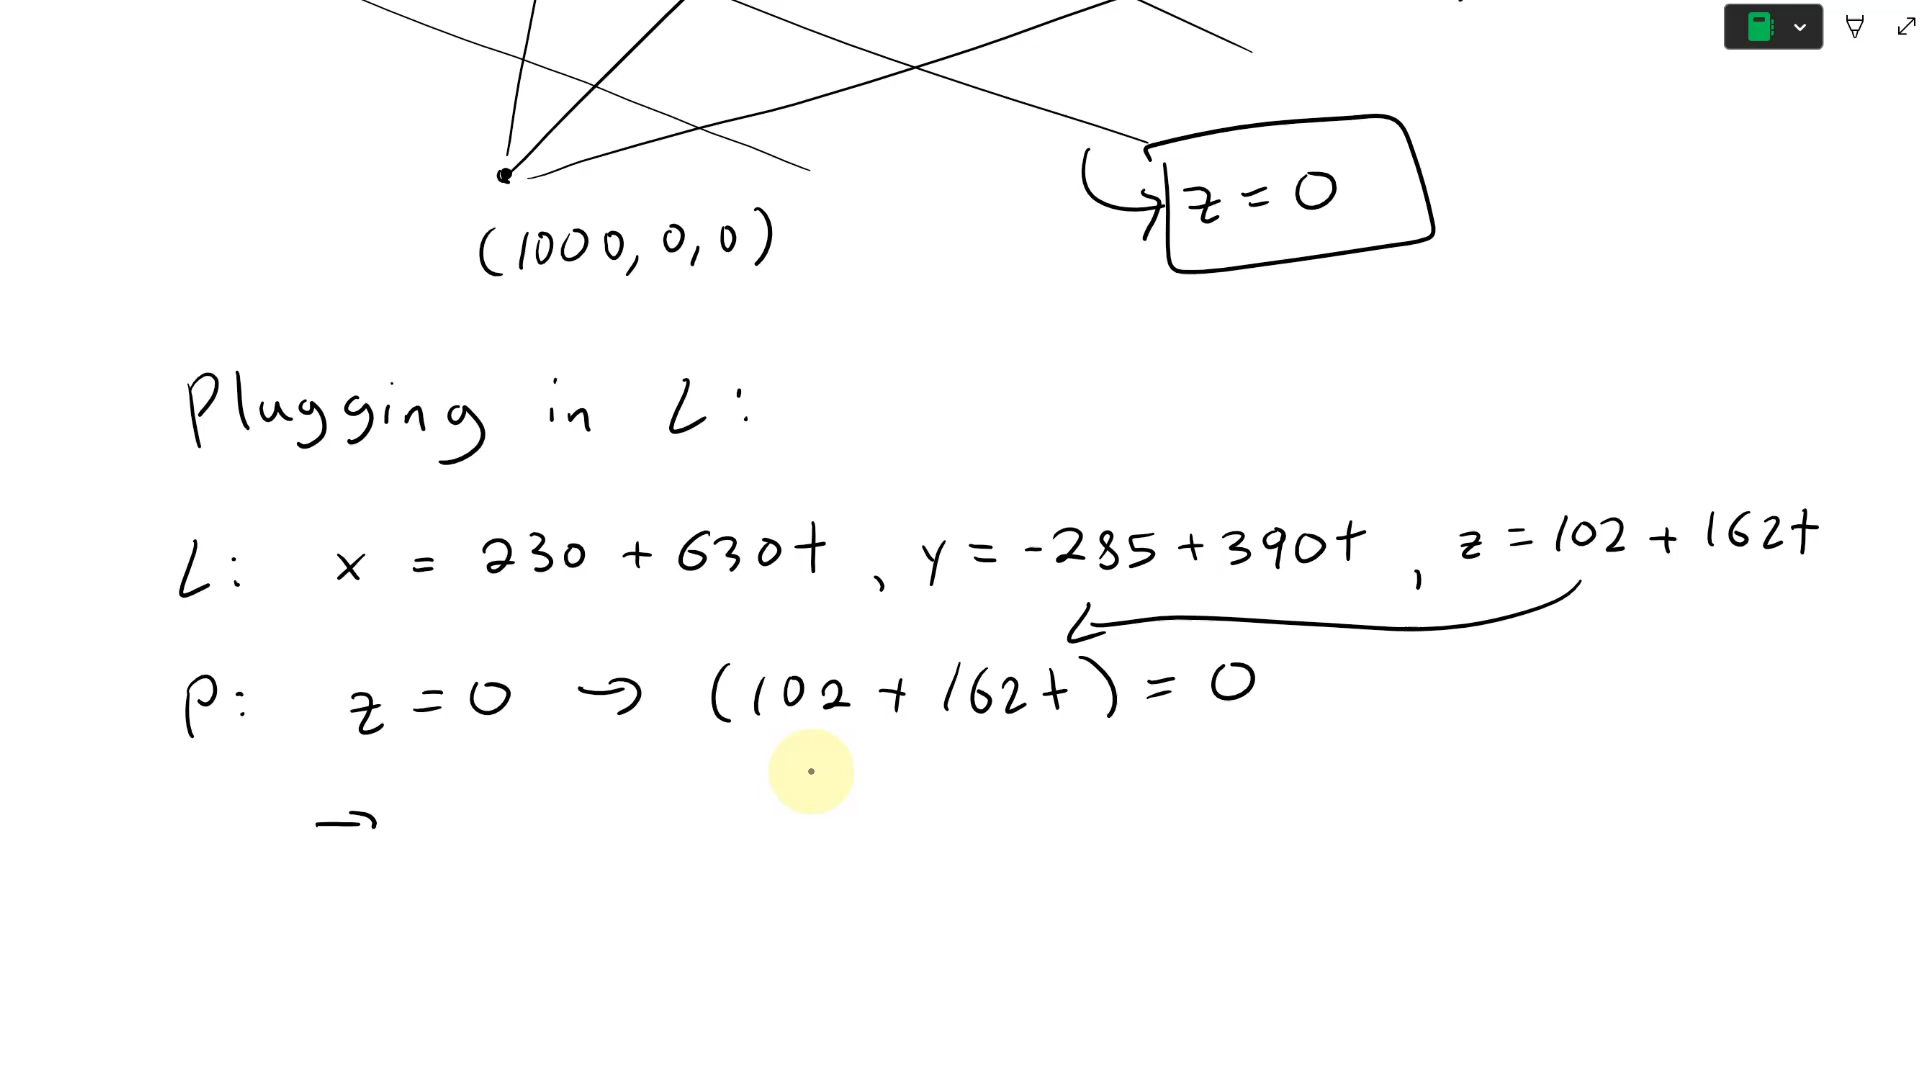 z = 0
(1000, 0, 0)
Plugging in L:
L: x = 230 + 630t, y = -285 + 390t, z = 102 + 162t
P: z = 0 → (102 + 162t) = 0
→